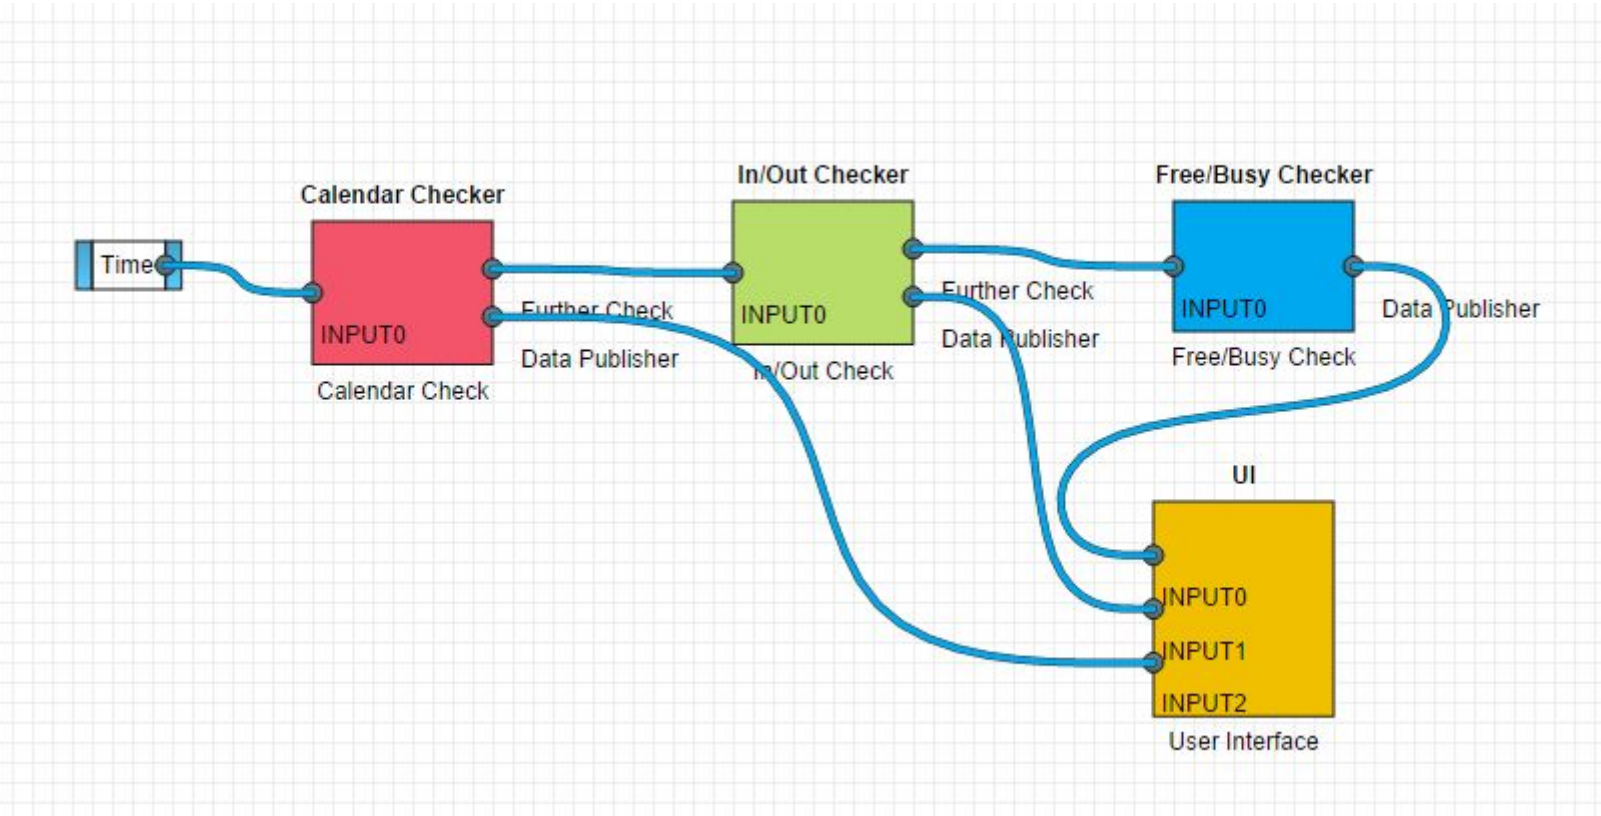 Time
Calendar Checker
INPUT0
Further Check
Data Publisher
Calendar Check
In/Out Checker
INPUT0
Further Check
Data Publisher
In/Out Check
Free/Busy Checker
INPUT0
Data Publisher
Free/Busy Check
UI
INPUT0
INPUT1
INPUT2
User Interface